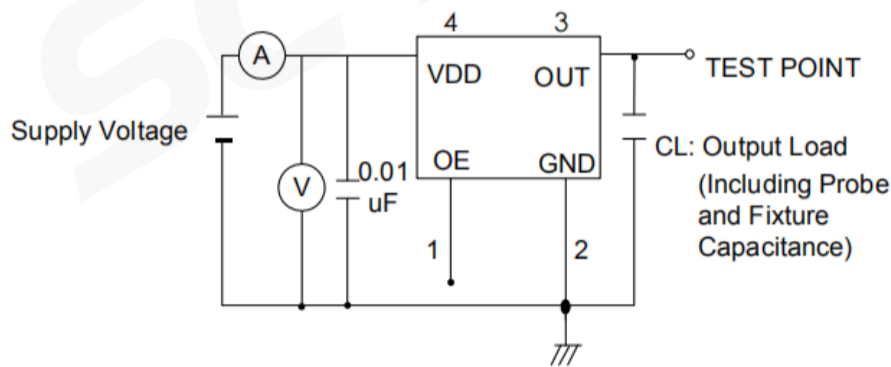 4
3
A
VDD
OUT
TEST POINT
Supply Voltage
V
0.01
uF
OE
GND
CL: Output Load
(Including Probe
and Fixture
Capacitance)
1
2